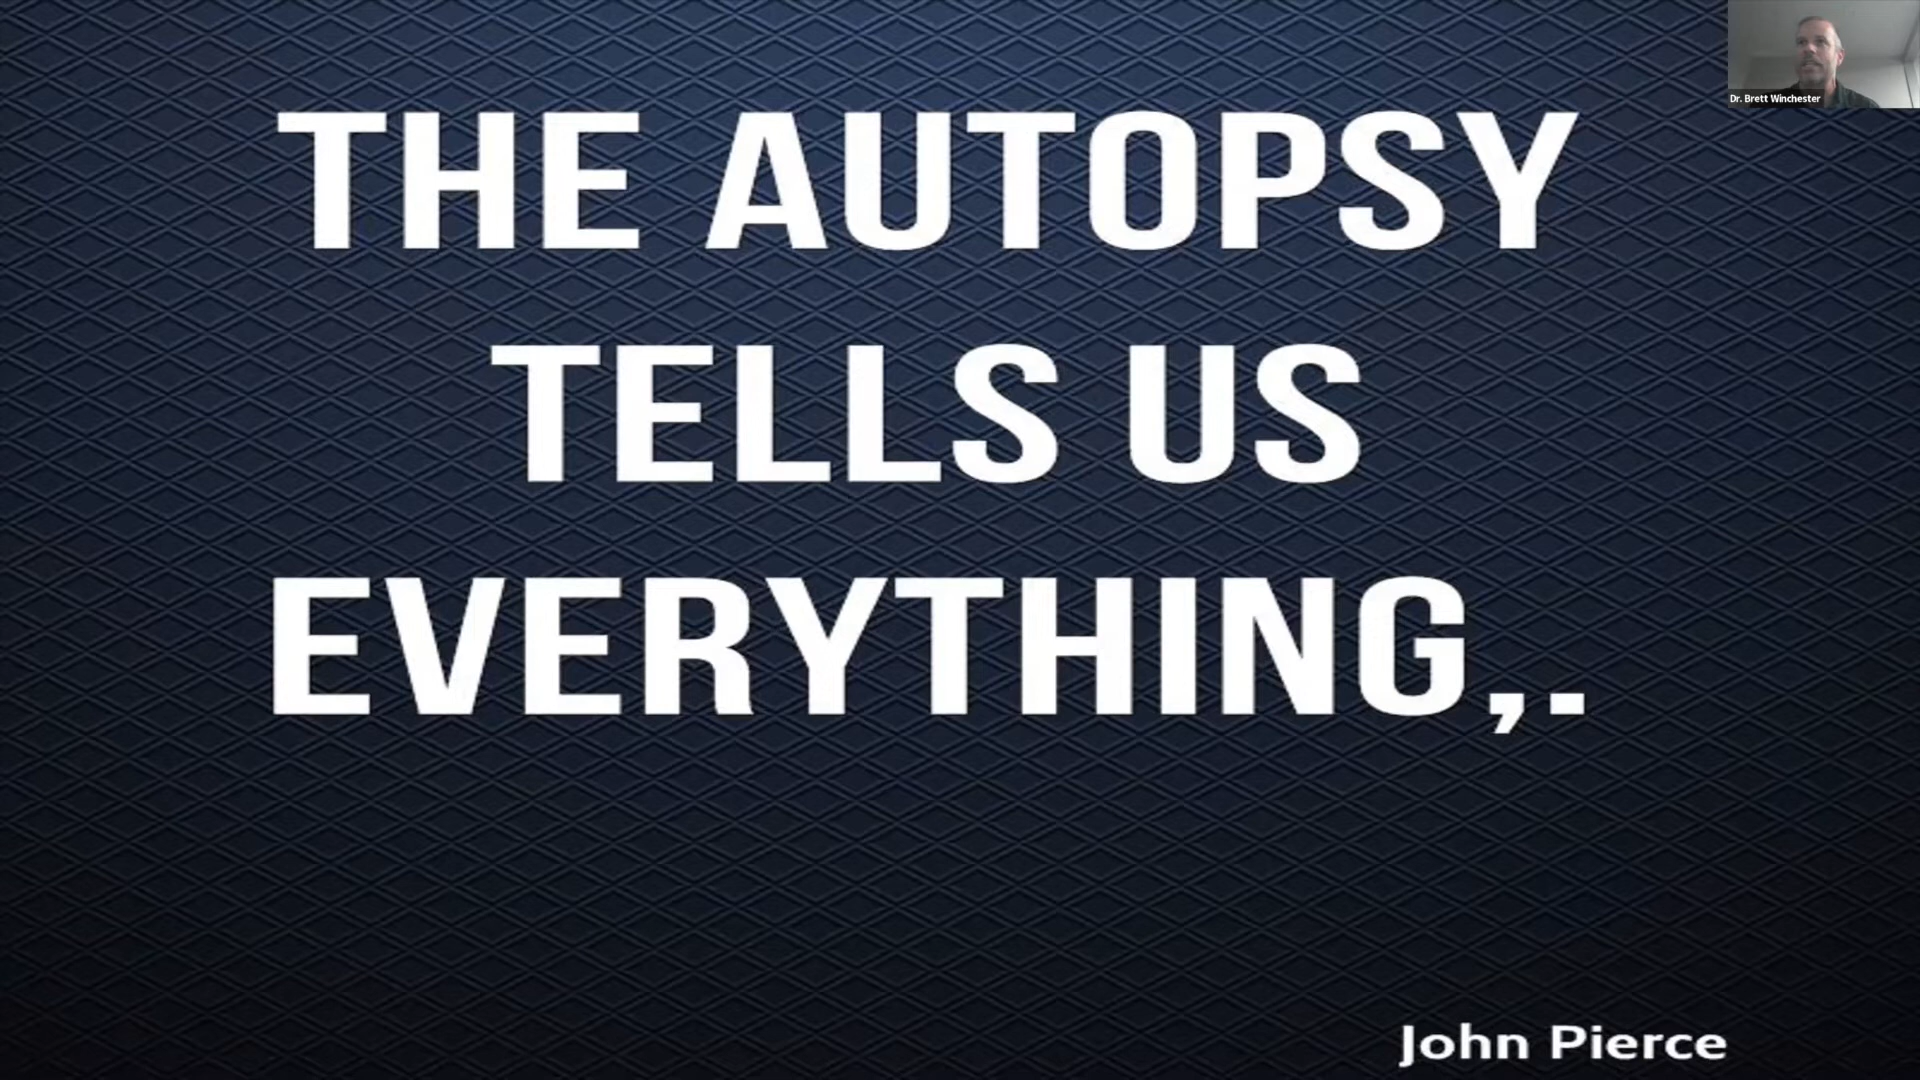 Dr. Brett Winchester
THE AUTOPSY
TELLS US
EVERYTHING,.
John Pierce